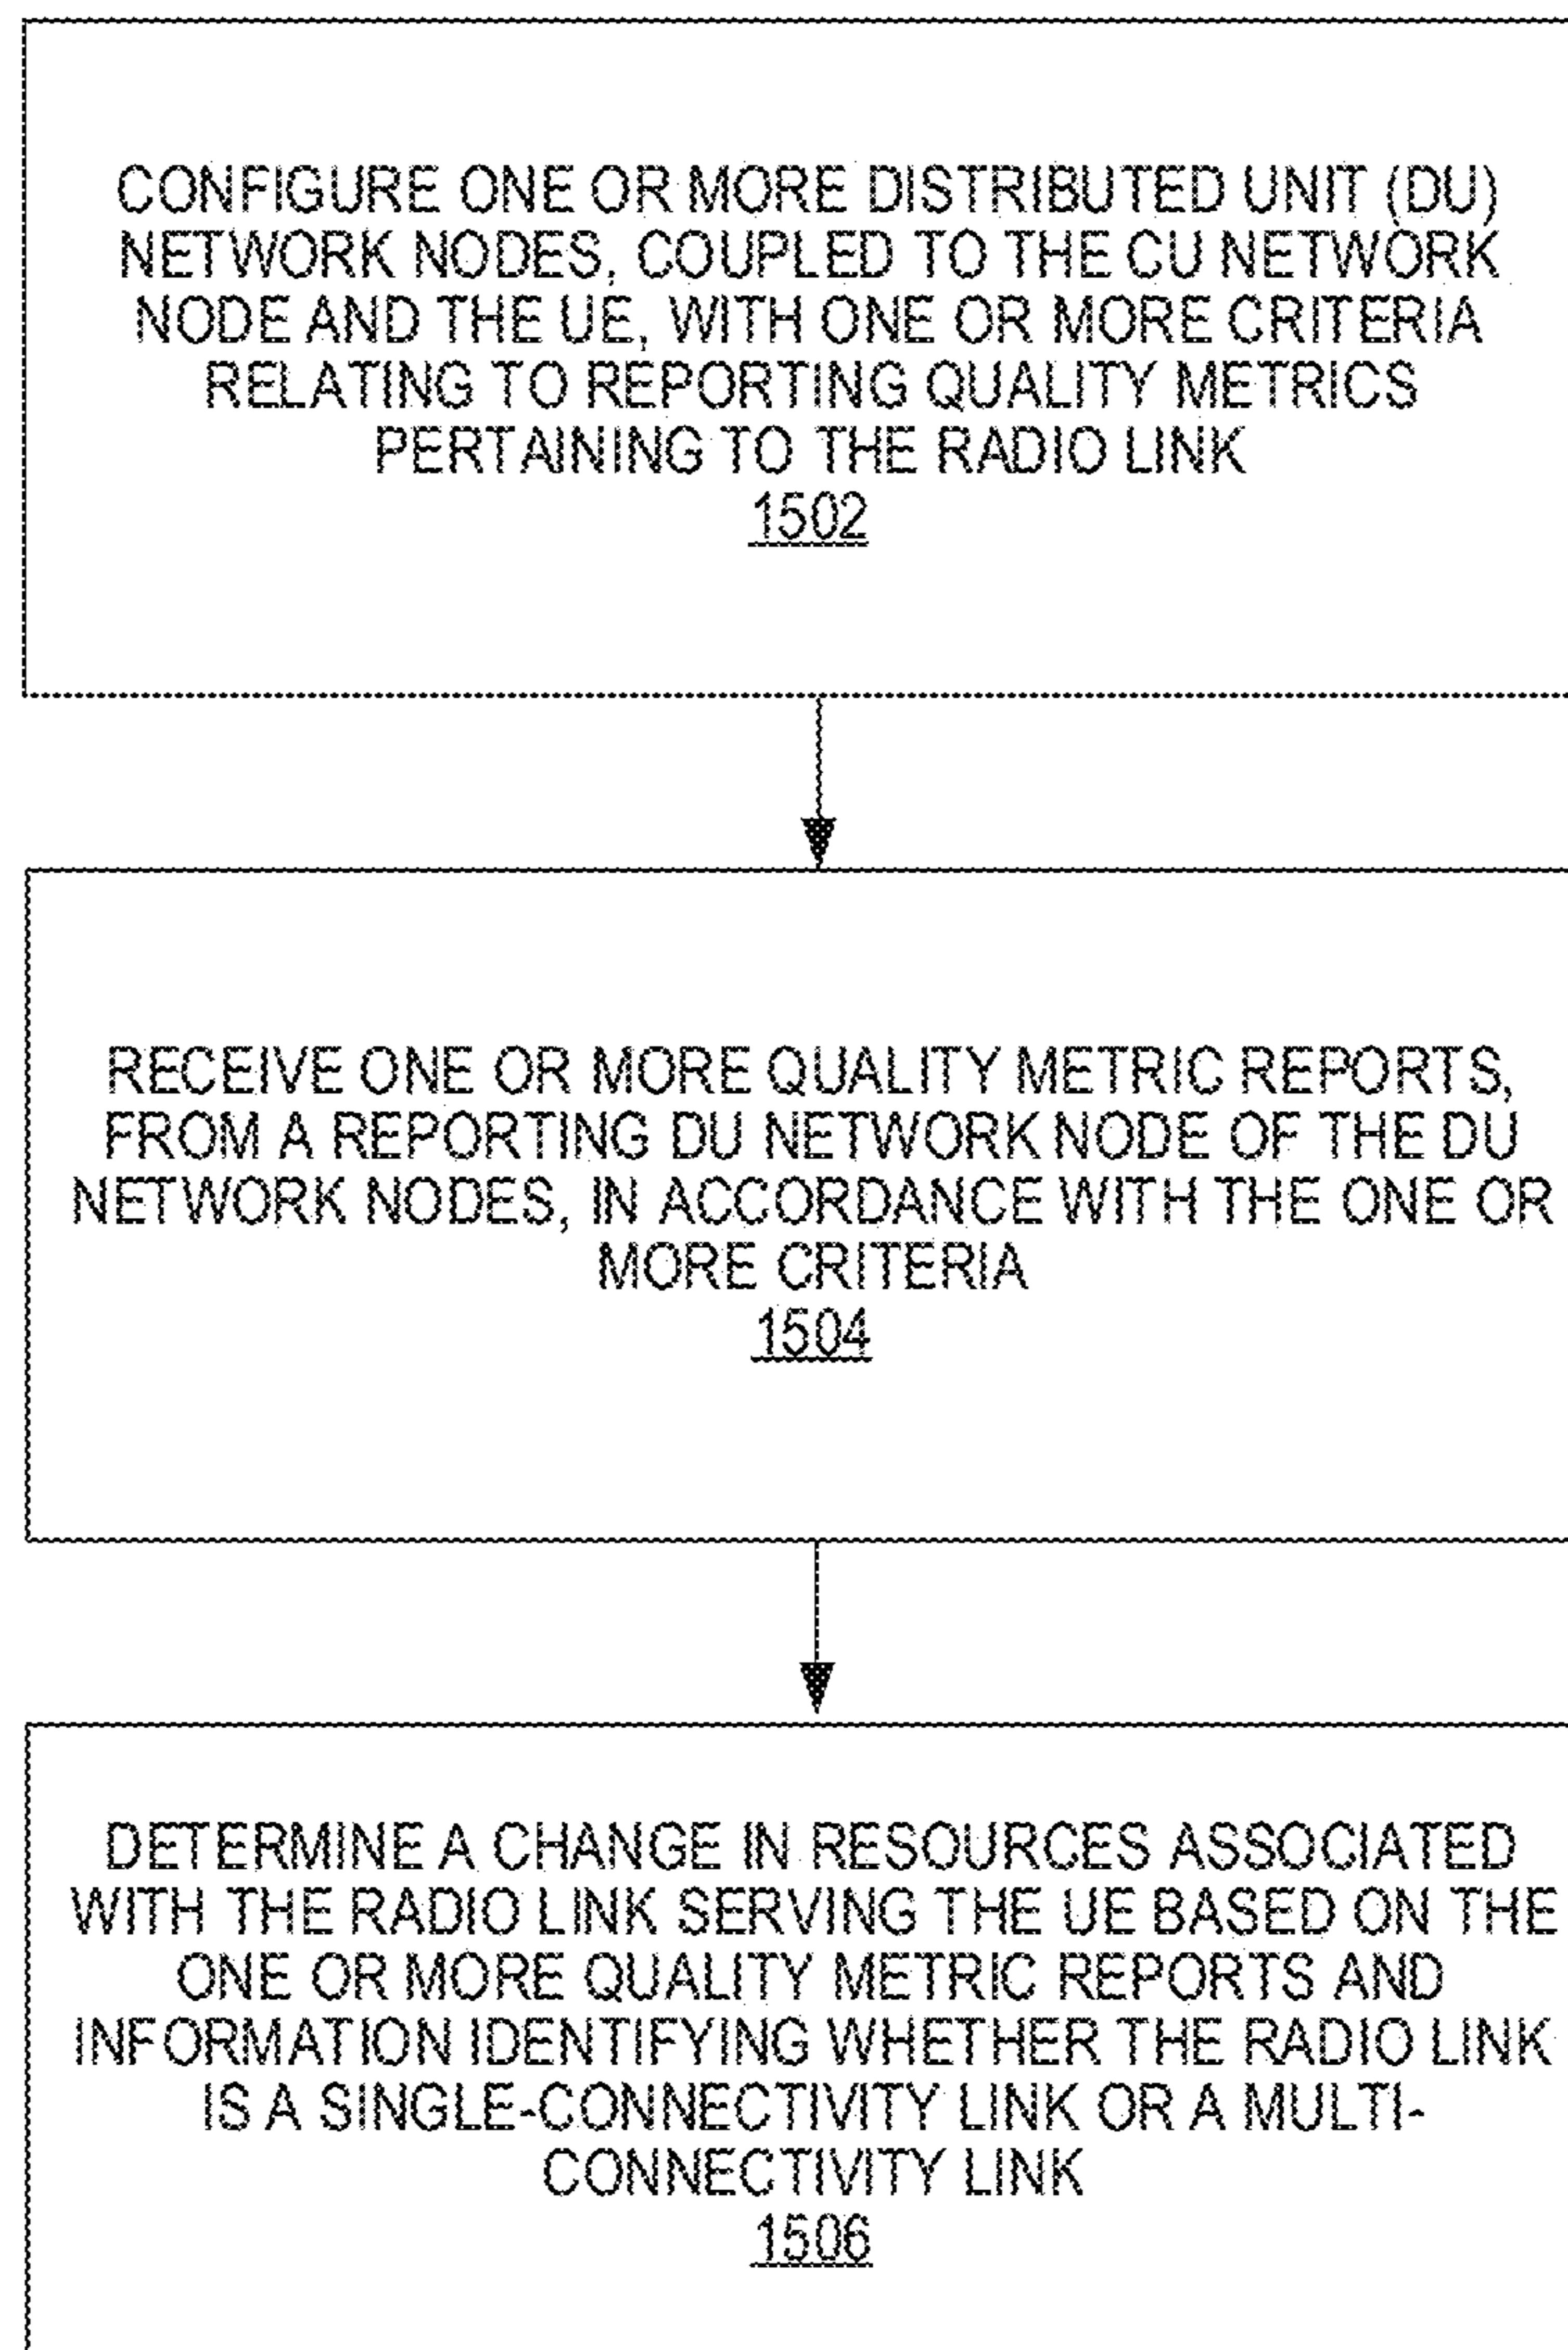 CONFIGURE ONE OR MORE DISTRIBUTED UNIT (DU)
NETWORK NODES, COUPLED TO THE CU NETWORK
NODE AND THE UE, WITH ONE OR MORE CRITERIA
RELATING TO REPORTING QUALITY METRICS
PERTAINING TO THE RADIO LINK
1502
RECEIVE ONE OR MORE QUALITY METRIC REPORTS,
FROM A REPORTING DU NETWORK NODE OF THE DU
NETWORK NODES, IN ACCORDANCE WITH THE ONE OR
MORE CRITERIA
1504
DETERMINE A CHANGE IN RESOURCES ASSOCIATED
WITH THE RADIO LINK SERVING THE UE BASED ON THE
ONE OR MORE QUALITY METRIC REPORTS AND
INFORMATION IDENTIFYING WHETHER THE RADIO LINK
IS A SINGLE-CONNECTIVITY LINK OR A MULTI-
CONNECTIVITY LINK
1506